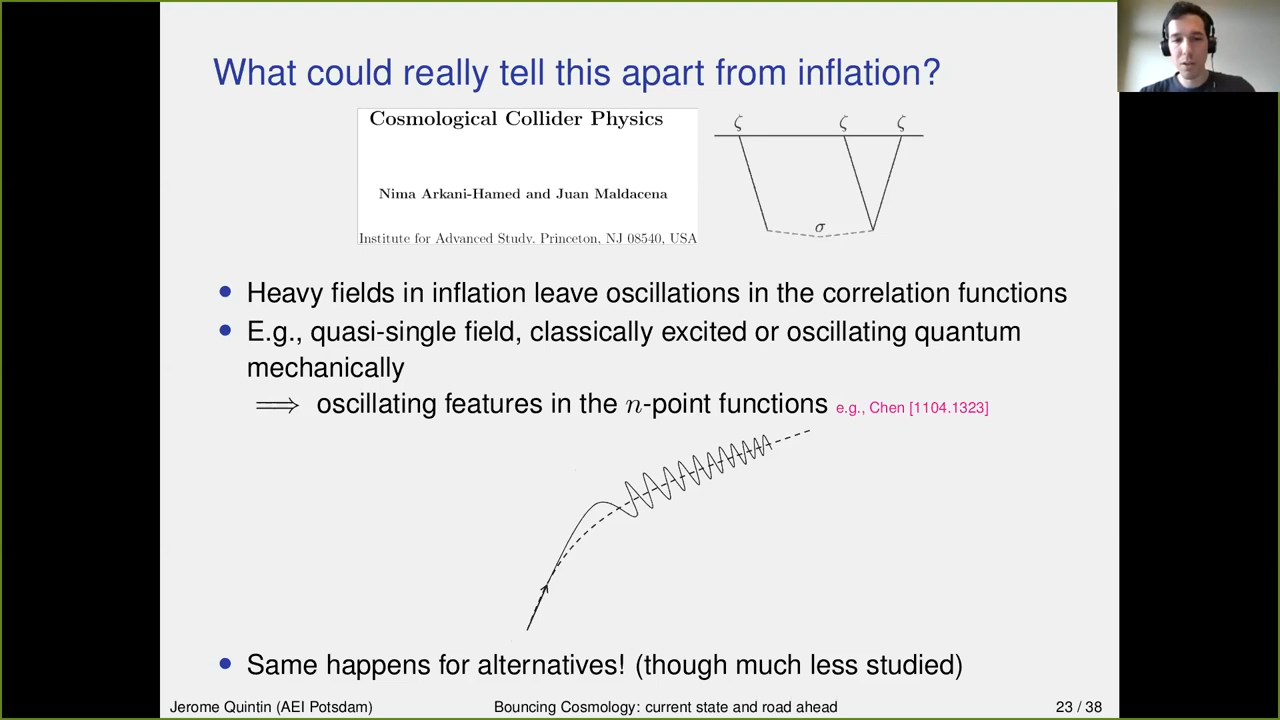 What could really tell this apart from inflation?
Cosmological Collider Physics
Nima Arkani-Hamed and Juan Maldacena
Institute for Advanced Study, Princeton, NJ 08540, USA
ζ ζ ζ
σ
• Heavy fields in inflation leave oscillations in the correlation functions
• E.g., quasi-single field, classically excited or oscillating quantum
mechanically
⟹ oscillating features in the n-point functions e.g., Chen [1104.1323]
• Same happens for alternatives! (though much less studied)
Jerome Quintin (AEI Potsdam) Bouncing Cosmology: current state and road ahead 23 / 38